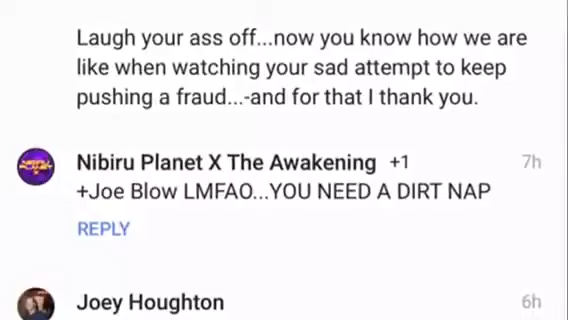 Laugh your ass off...now you know how we are
like when watching your sad attempt to keep
pushing a fraud...-and for that I thank you.
Nibiru Planet X The Awakening +1 7h
+Joe Blow LMFAO...YOU NEED A DIRT NAP
REPLY
Joey Houghton 6h